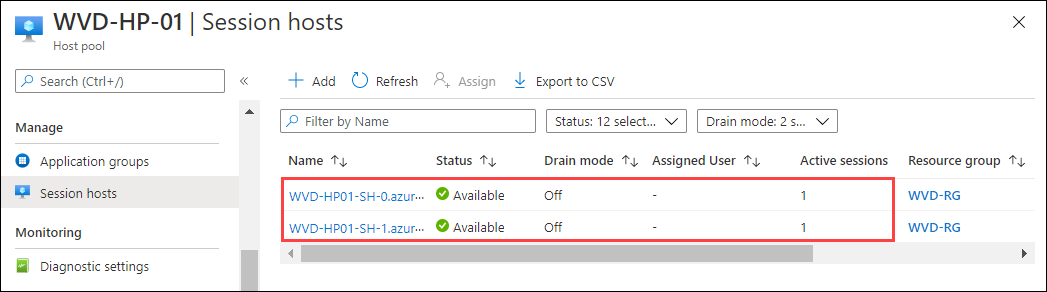 WVD-HP-01 | Session hosts
Host pool
Search (Ctrl+/)
Manage
Application groups
Session hosts
Monitoring
Diagnostic settings
Add Refresh Assign Export to CSV
Filter by Name Status: 12 select... Drain mode: 2 s...
Name Status Drain mode Assigned User Active sessions Resource group
WVD-HP01-SH-0.azur... Available Off - 1 WVD-RG
WVD-HP01-SH-1.azur... Available Off - 1 WVD-RG